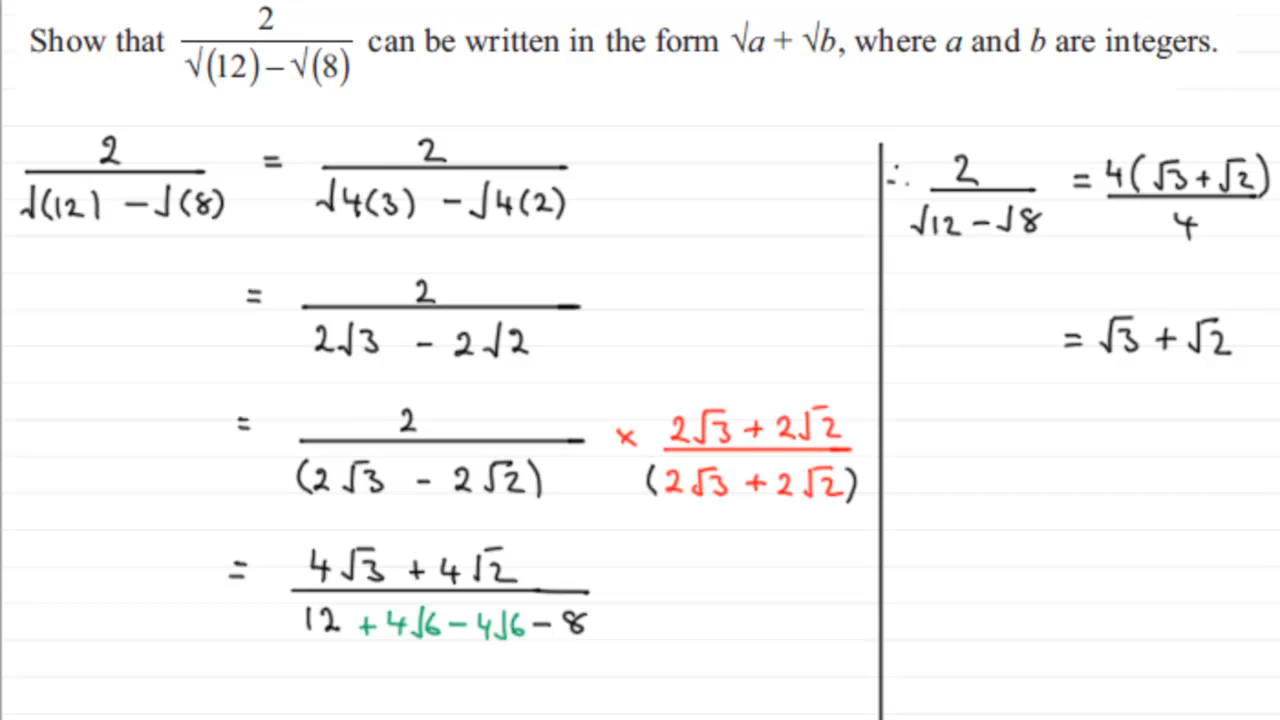 Show that 2/(√(12)–√(8)) can be written in the form √a + √b, where a and b are integers.
2/(√(12) – √(8)) = 2/(√4(3) – √4(2))
= 2/(2√3 - 2√2)
= 2/((2√3 - 2√2)) × (2√3 + 2√2)/((2√3 + 2√2))
= (4√3 + 4√2)/(12 + 4√6 – 4√6 – 8)
∴ 2/(√12 – √8) = 4(√3 + √2)/4
= √3 + √2